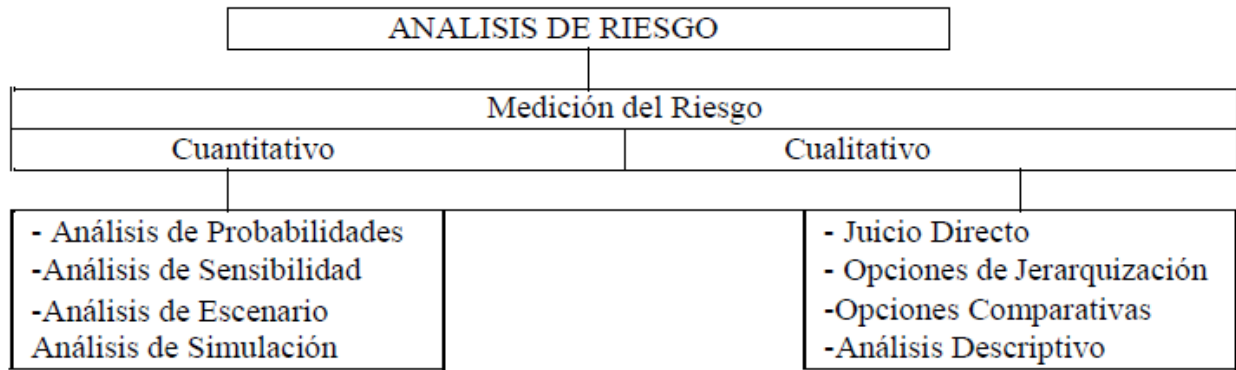 ANALISIS DE RIESGO
Medición del Riesgo
Cuantitativo
Cualitativo
- Análisis de Probabilidades
-Análisis de Sensibilidad
-Análisis de Escenario
Análisis de Simulación
- Juicio Directo
- Opciones de Jerarquización
-Opciones Comparativas
-Análisis Descriptivo